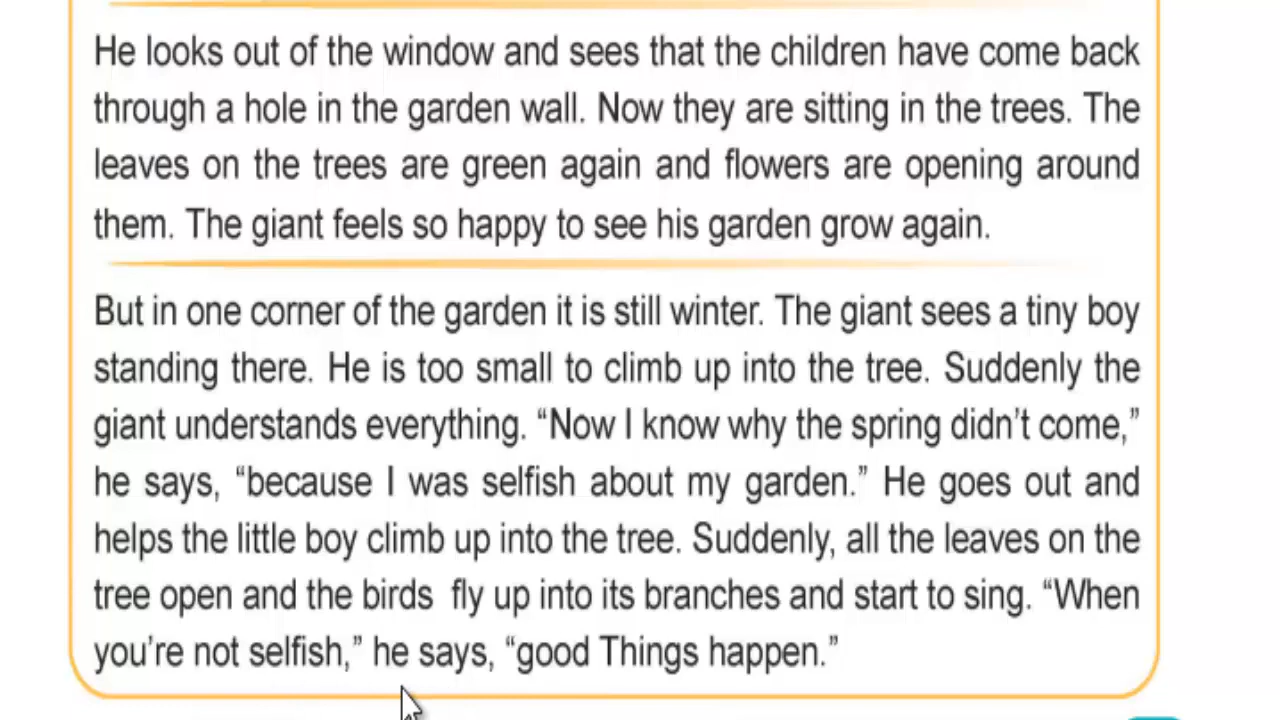 He looks out of the window and sees that the children have come back
through a hole in the garden wall. Now they are sitting in the trees. The
leaves on the trees are green again and flowers are opening around
them. The giant feels so happy to see his garden grow again.
But in one corner of the garden it is still winter. The giant sees a tiny boy
standing there. He is too small to climb up into the tree. Suddenly the
giant understands everything. “Now I know why the spring didn’t come,”
he says, “because I was selfish about my garden.” He goes out and
helps the little boy climb up into the tree. Suddenly, all the leaves on the
tree open and the birds  fly up into its branches and start to sing. “When
you’re not selfish,” he says, “good Things happen.”